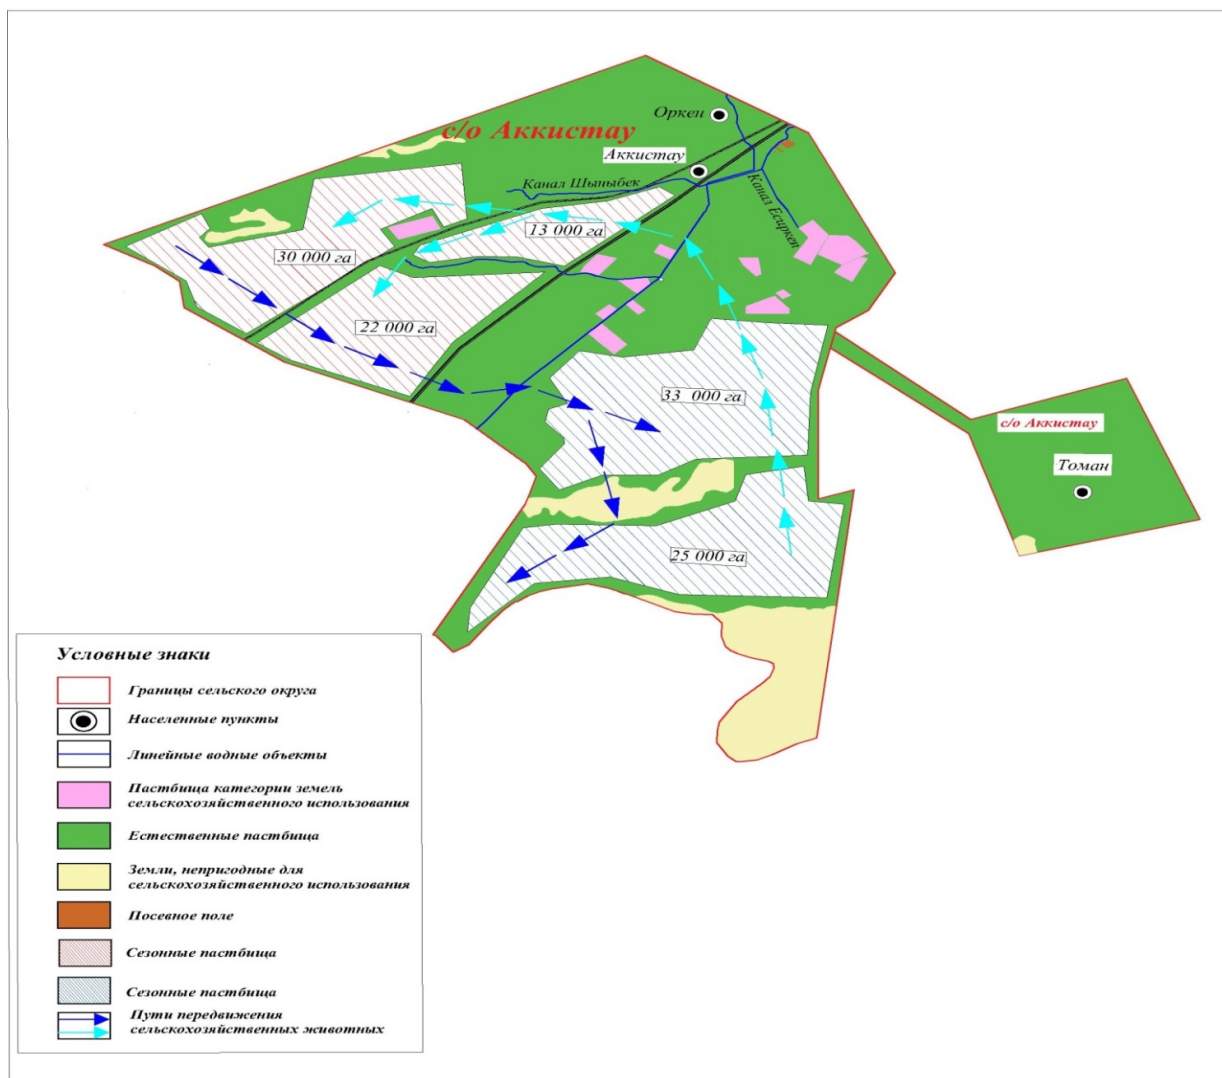 Оркен
с/о Аккистау
Аккистау
Канал Шыныбек
Канал Есиркеп
13 000 га
30 000 га
22 000 га
33 000 га
с/о Аккистау
Томан
25 000 га
Условные знаки
Границы сельского округа
Населенные пункты
Линейные водные объекты
Пастбища категории земель
сельскохозяйственного использования
Естественные пастбища
Земли, непригодные для
сельскохозяйственного использования
Посевное поле
Сезонные пастбища
Сезонные пастбища
Пути передвижения
сельскохозяйственных животных